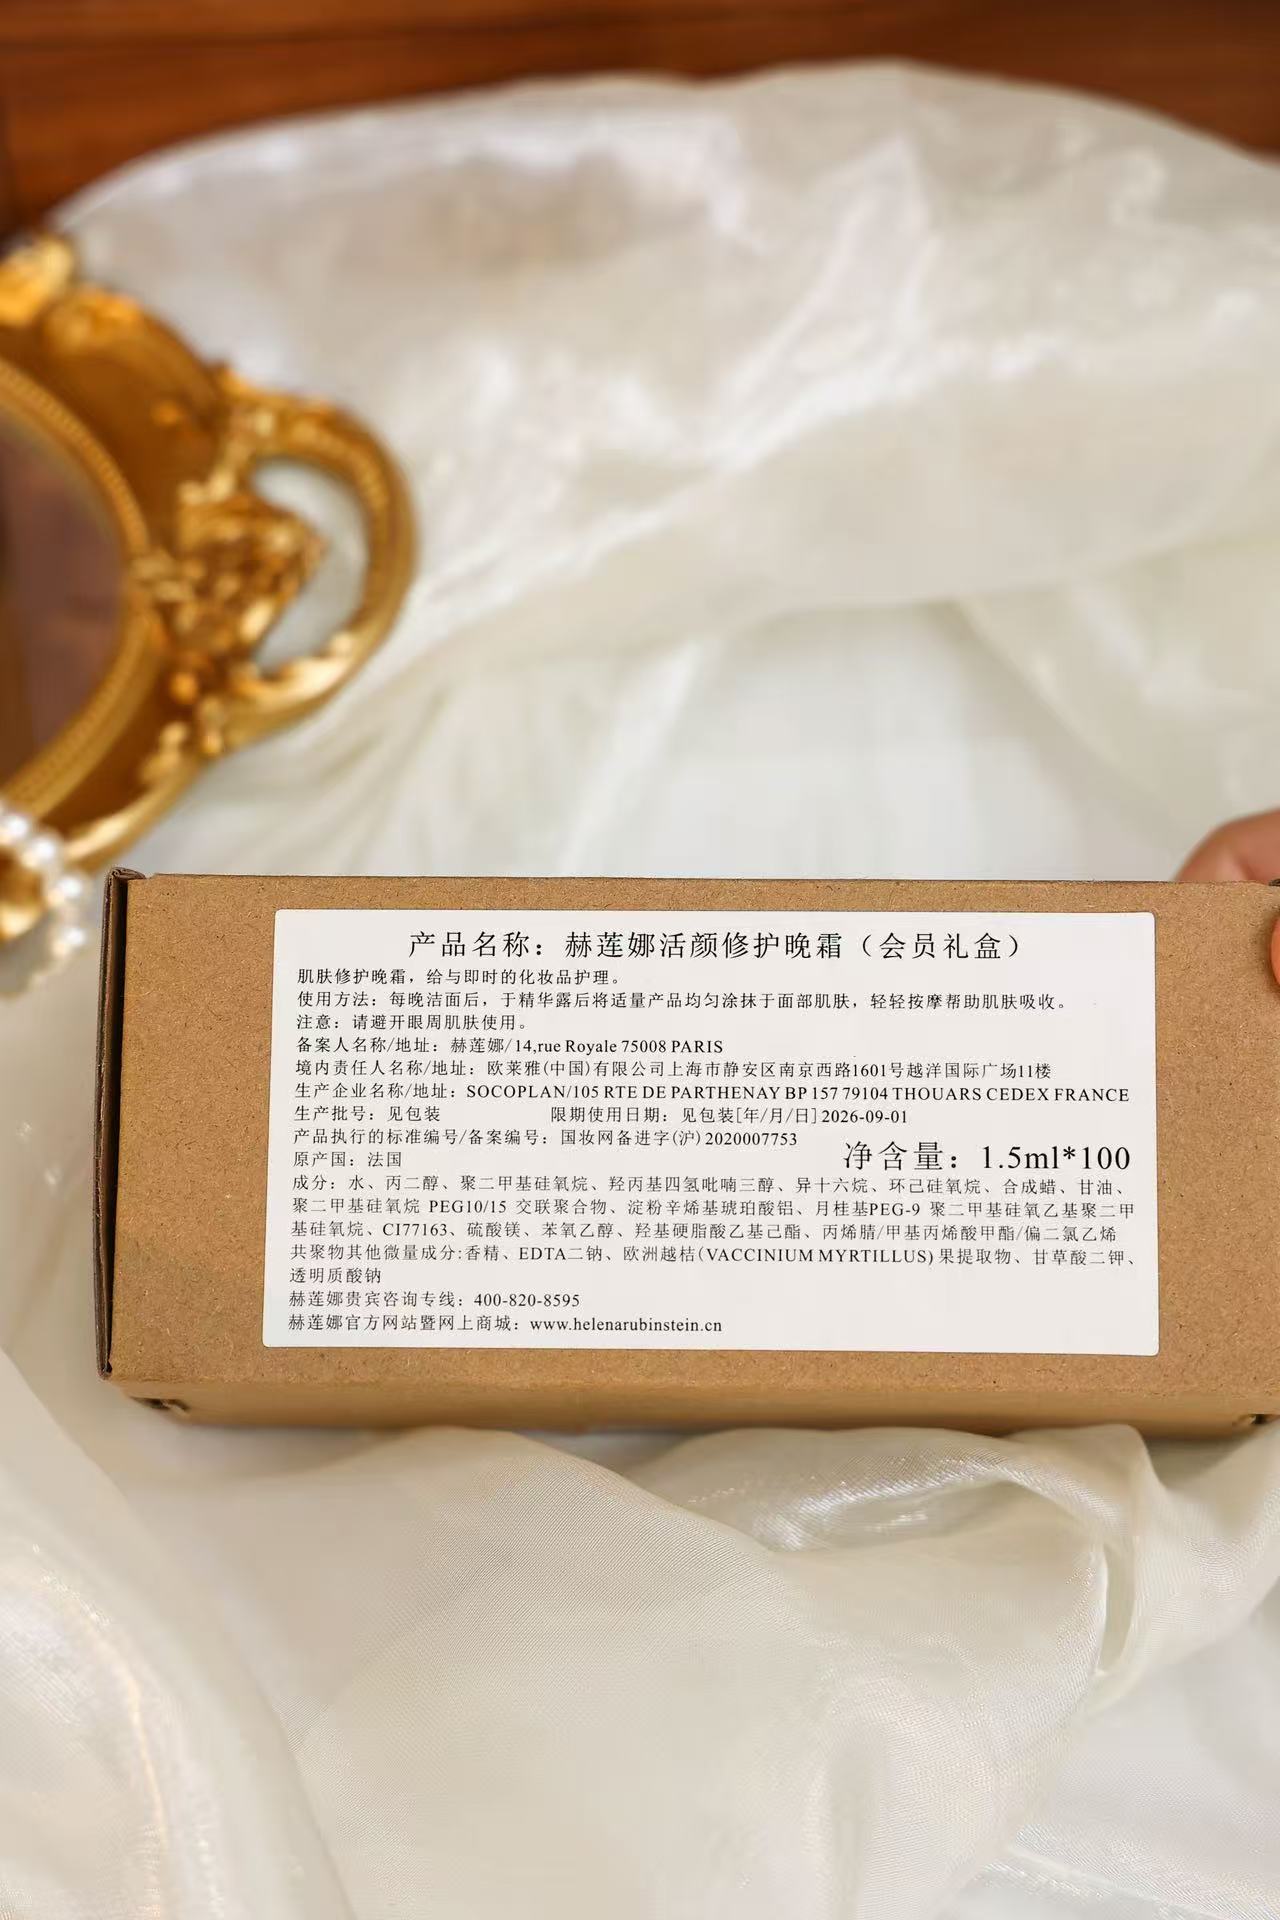 产品名称：赫莲娜活颜修护晚霜（会员礼盒）
肌肤修护晚霜，给与即时的化妆品护理。
使用方法：每晚洁面后，于精华露后将适量产品均匀涂抹于面部肌肤，轻轻按摩帮助肌肤吸收。
注意：请避开眼周肌肤使用。
备案人名称/地址：赫莲娜/14,rue Royale 75008 PARIS
境内责任人名称/地址：欧莱雅(中国)有限公司上海市静安区南京西路1601号越洋国际广场11楼
生产企业名称/地址：SOCOPLAN/105 RTE DE PARTHENAY BP 157 79104 THOUARS CEDEX FRANCE
生产批号：见包装 限期使用日期：见包装[年/月/日] 2026-09-01
产品执行的标准编号/备案编号：国妆网备进字(沪) 2020007753
原产国：法国 净含量：1.5ml*100
成分：水、丙二醇、聚二甲基硅氧烷、羟丙基四氢吡喃三醇、异十六烷、环己硅氧烷、合成蜡、甘油、
聚二甲基硅氧烷 PEG10/15 交联聚合物、淀粉辛烯基琥珀酸铝、月桂基PEG-9 聚二甲基硅氧乙基聚二甲
基硅氧烷、CI77163、硫酸镁、苯氧乙醇、羟基硬脂酸乙基己酯、丙烯腈/甲基丙烯酸甲酯/偏二氯乙烯
共聚物其他微量成分:香精、EDTA二钠、欧洲越桔(VACCINIUM MYRTILLUS) 果提取物、甘草酸二钾、
透明质酸钠
赫莲娜贵宾咨询专线：400-820-8595
赫莲娜官方网站暨网上商城：www.helenarubinstein.cn